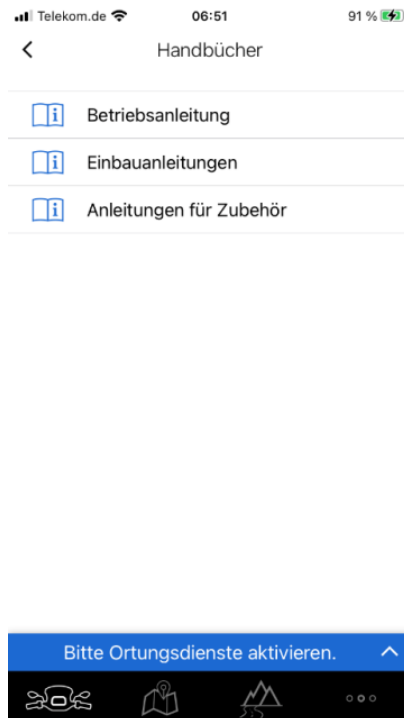 Telekom.de 06:51 91 %
Handbücher
Betriebsanleitung
Einbauanleitungen
Anleitungen für Zubehör
Bitte Ortungsdienste aktivieren.